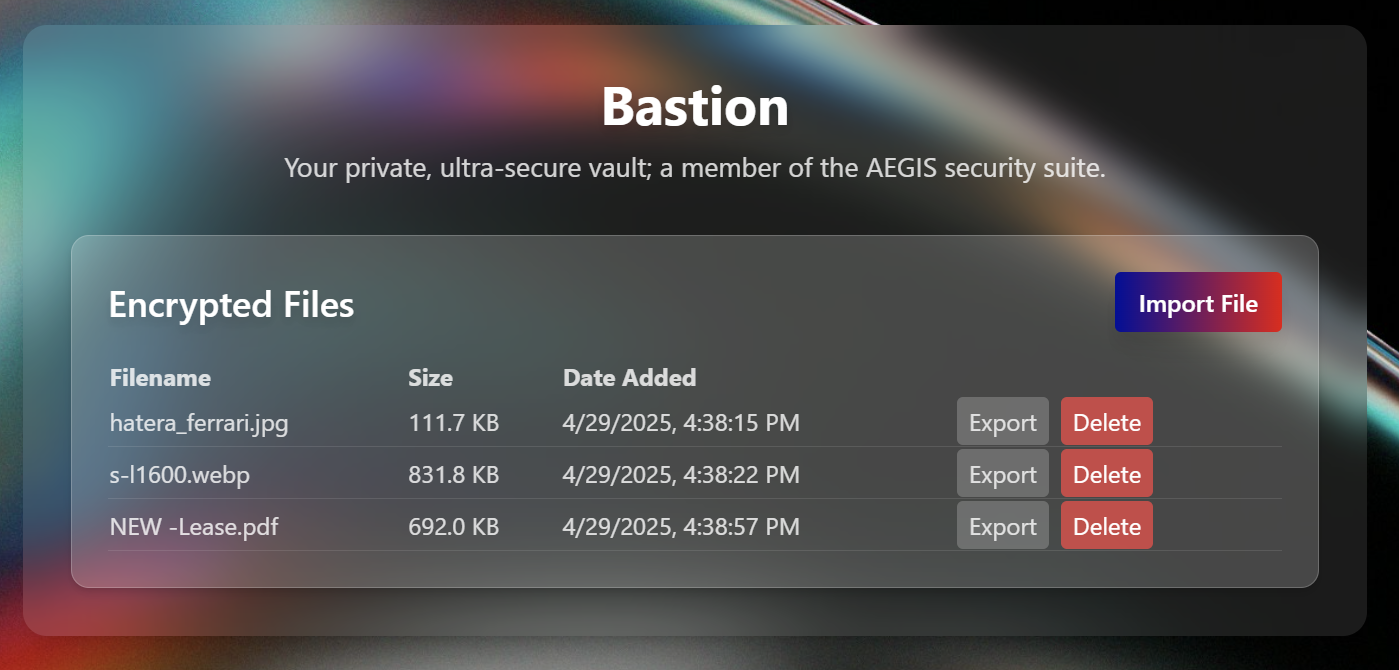 Bastion
Your private, ultra-secure vault; a member of the AEGIS security suite.
Encrypted Files
Import File
Filename Size Date Added
hatera_ferrari.jpg 111.7 KB 4/29/2025, 4:38:15 PM Export Delete
s-l1600.webp 831.8 KB 4/29/2025, 4:38:22 PM Export Delete
NEW -Lease.pdf 692.0 KB 4/29/2025, 4:38:57 PM Export Delete